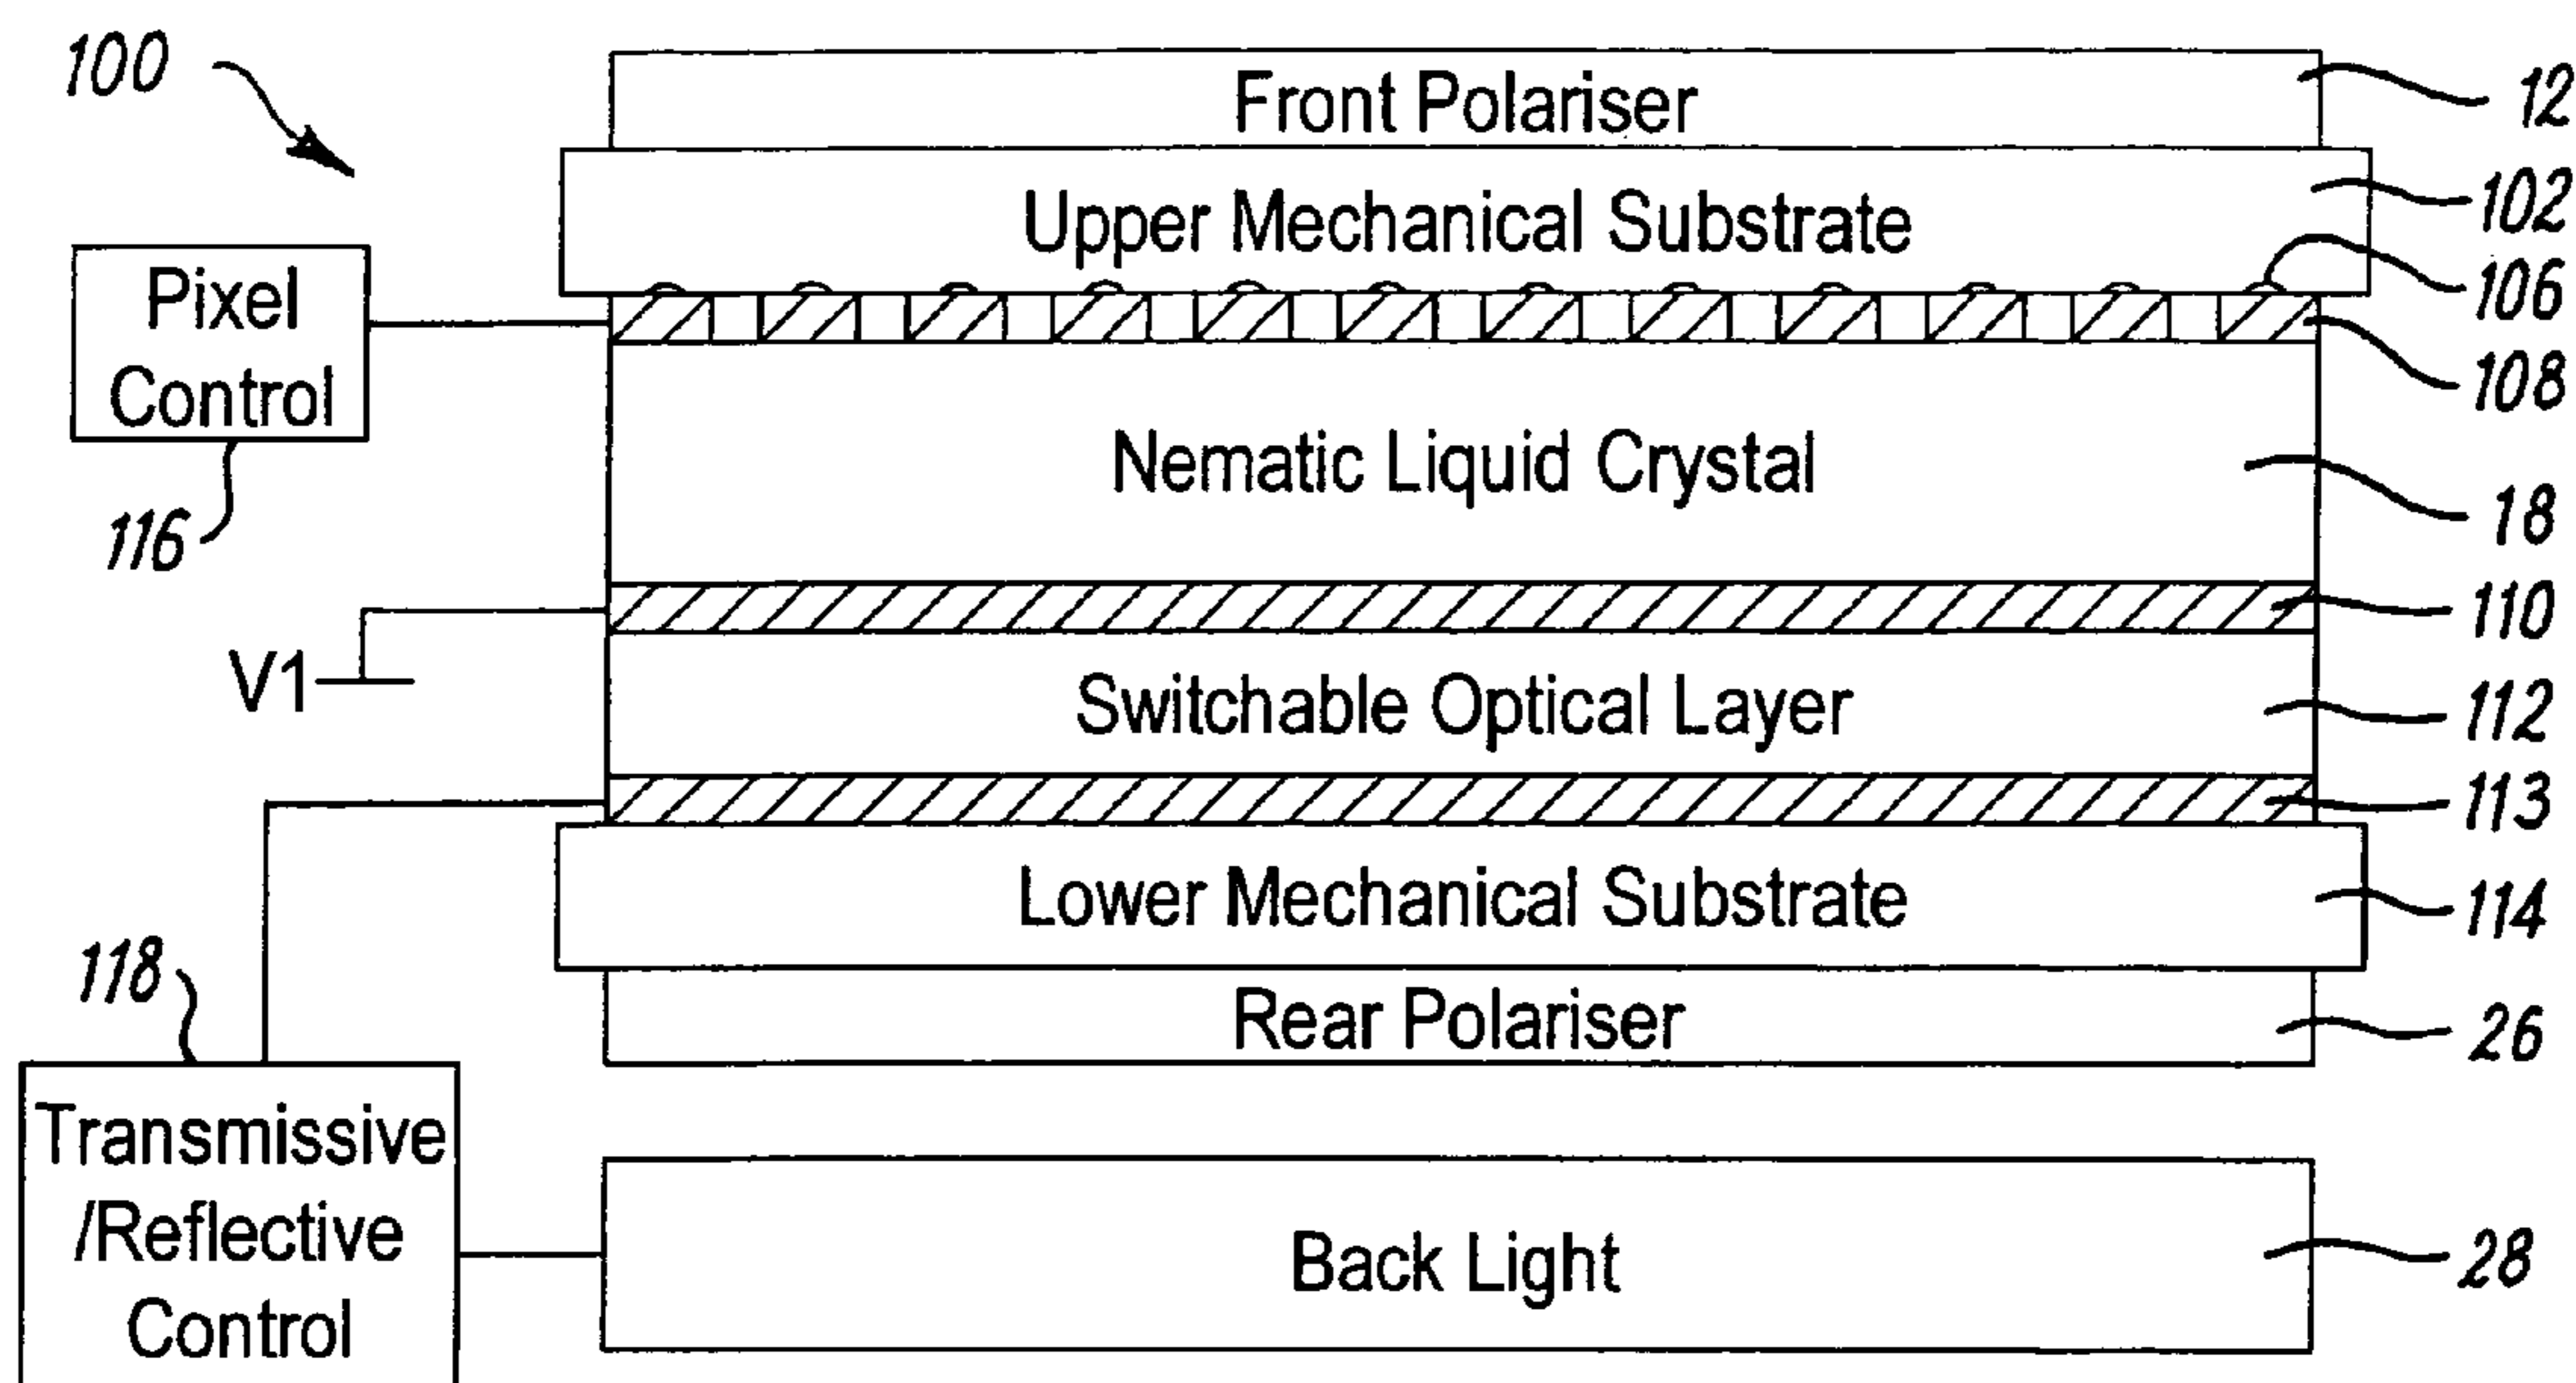 100
Front Polariser
12
Upper Mechanical Substrate
102
106
Pixel
Control
108
116
Nematic Liquid Crystal
18
110
V1
Switchable Optical Layer
112
113
Lower Mechanical Substrate
114
118
Rear Polariser
26
Transmissive
/Reflective
Control
Back Light
28